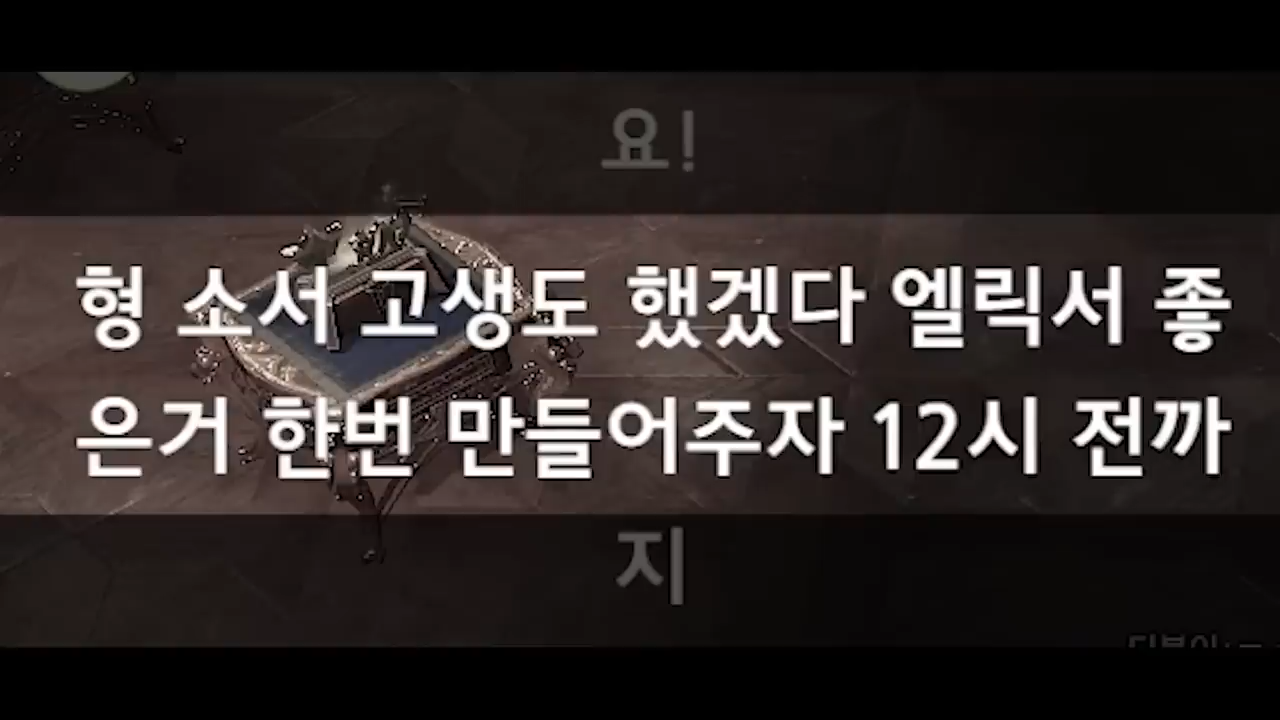 요!
형 소서 고생도 했겠다 엘릭서 좋
은거 한번 만들어주자 12시 전까
지